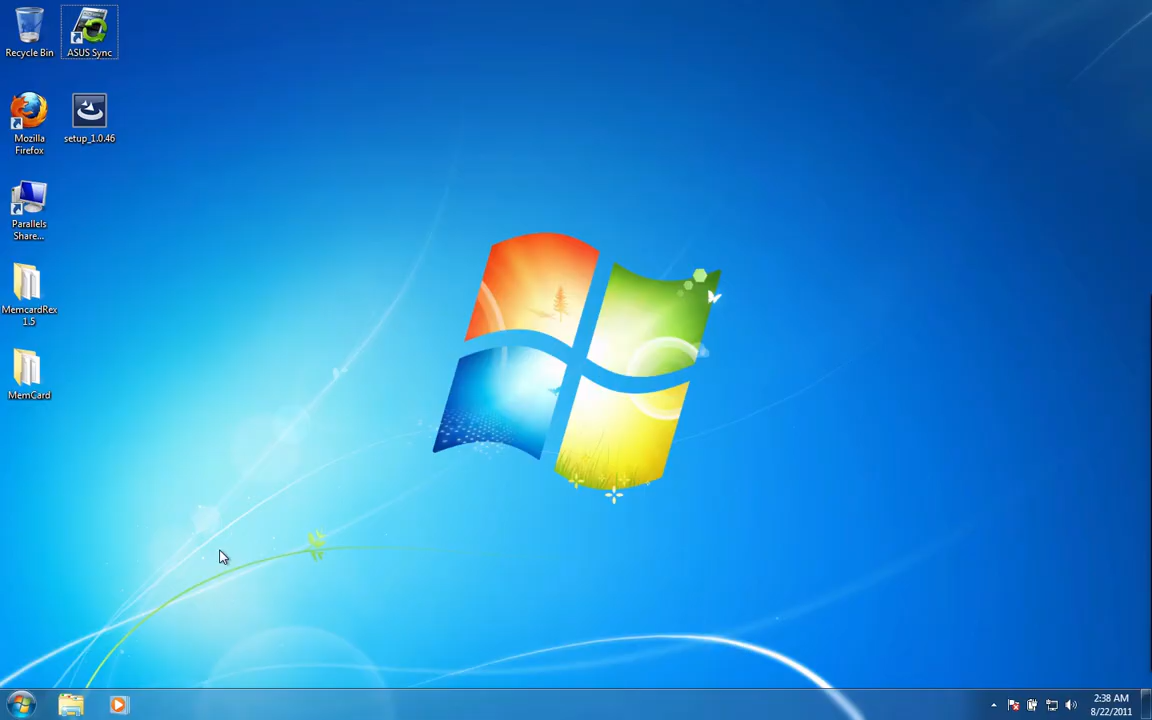 Recycle Bin
ASUS Sync
Mozilla
Firefox
setup_1.0.46
Parallels
Share...
MemcardRex
1.5
MemCard
2:38 AM
8/22/2011